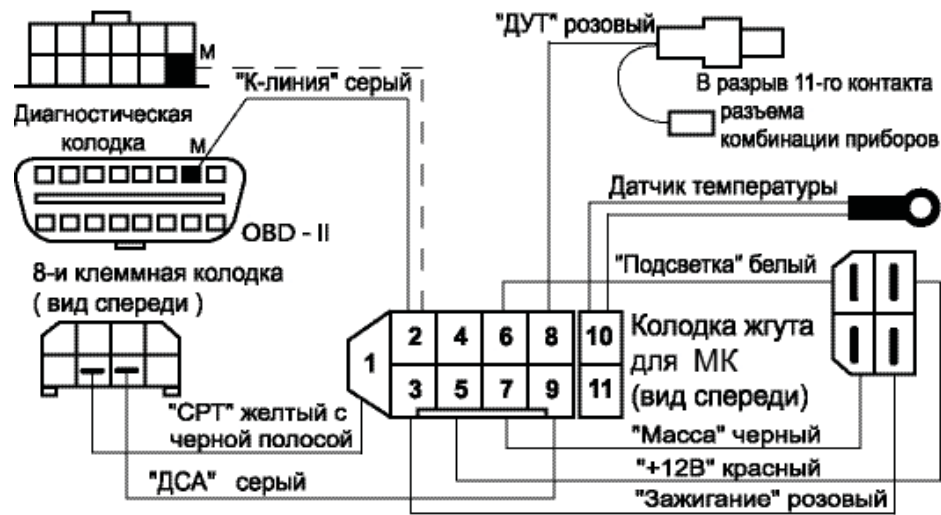 "ДУТ" розовый
М
"К-линия" серый
В разрыв 11-го контакта
разъема
комбинации приборов
Диагностическая
колодка
М
Датчик температуры
OBD - II
"Подсветка" белый
8-и клеммная колодка
( вид спереди )
2 4 6 8 10
1
3 5 7 9 11
Колодка жгута
для МК
(вид спереди)
"СРТ" желтый с
черной полосой
"Масса" черный
"+12В" красный
"ДСА" серый
"Зажигание" розовый